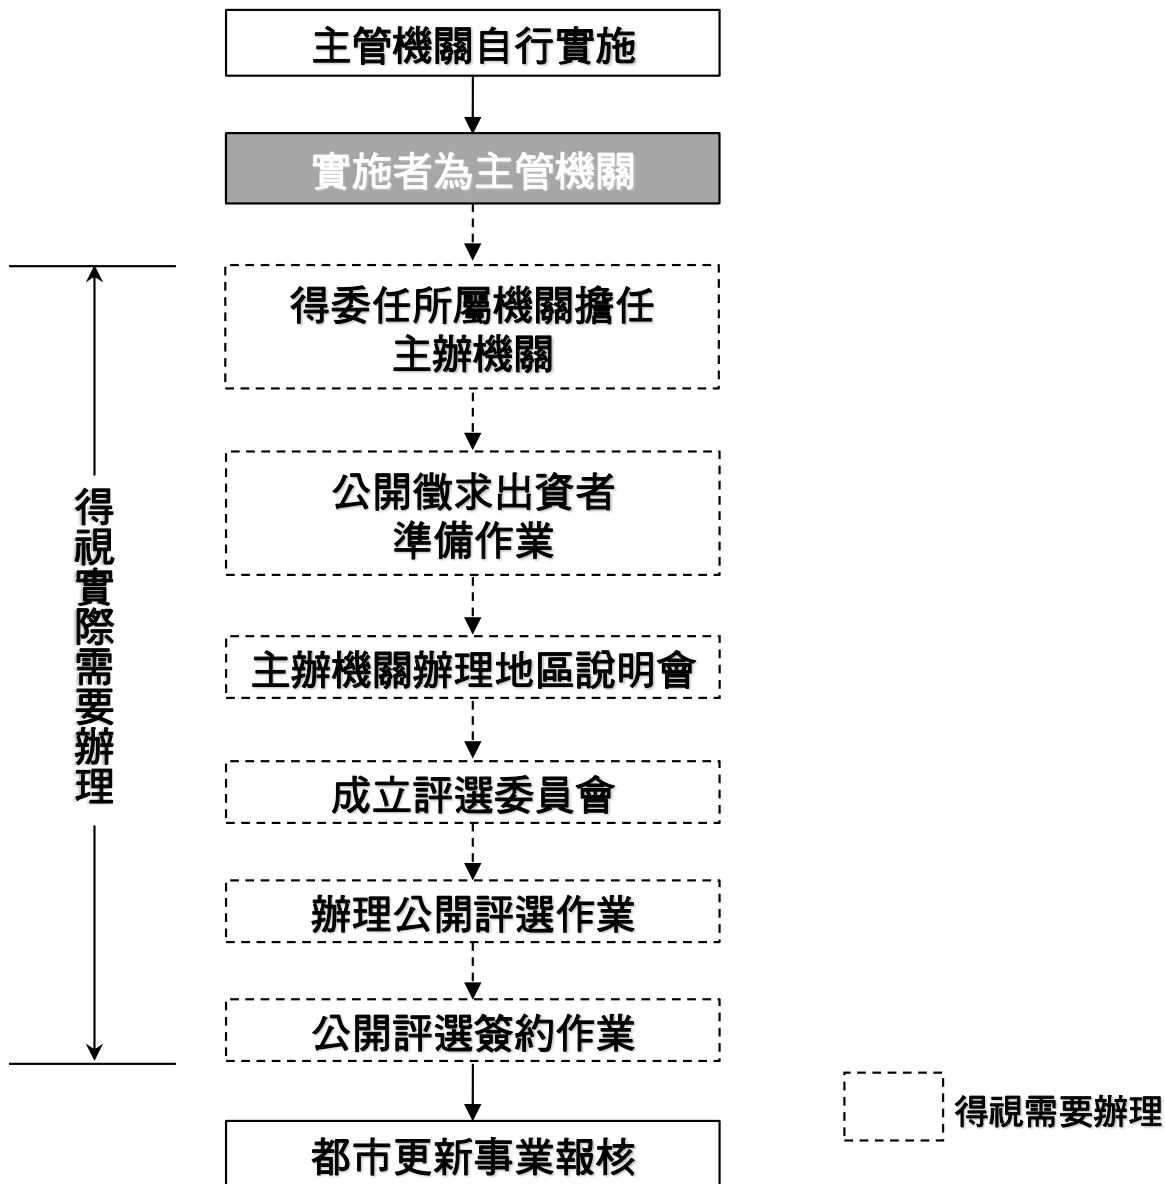 主管機關自行實施
實施者為主管機關
得委任所屬機關擔任
主辦機關
公開徵求出資者
準備作業
主辦機關辦理地區說明會
成立評選委員會
辦理公開評選作業
公開評選簽約作業
都市更新事業報核
得視實際需要辦理
得視需要辦理